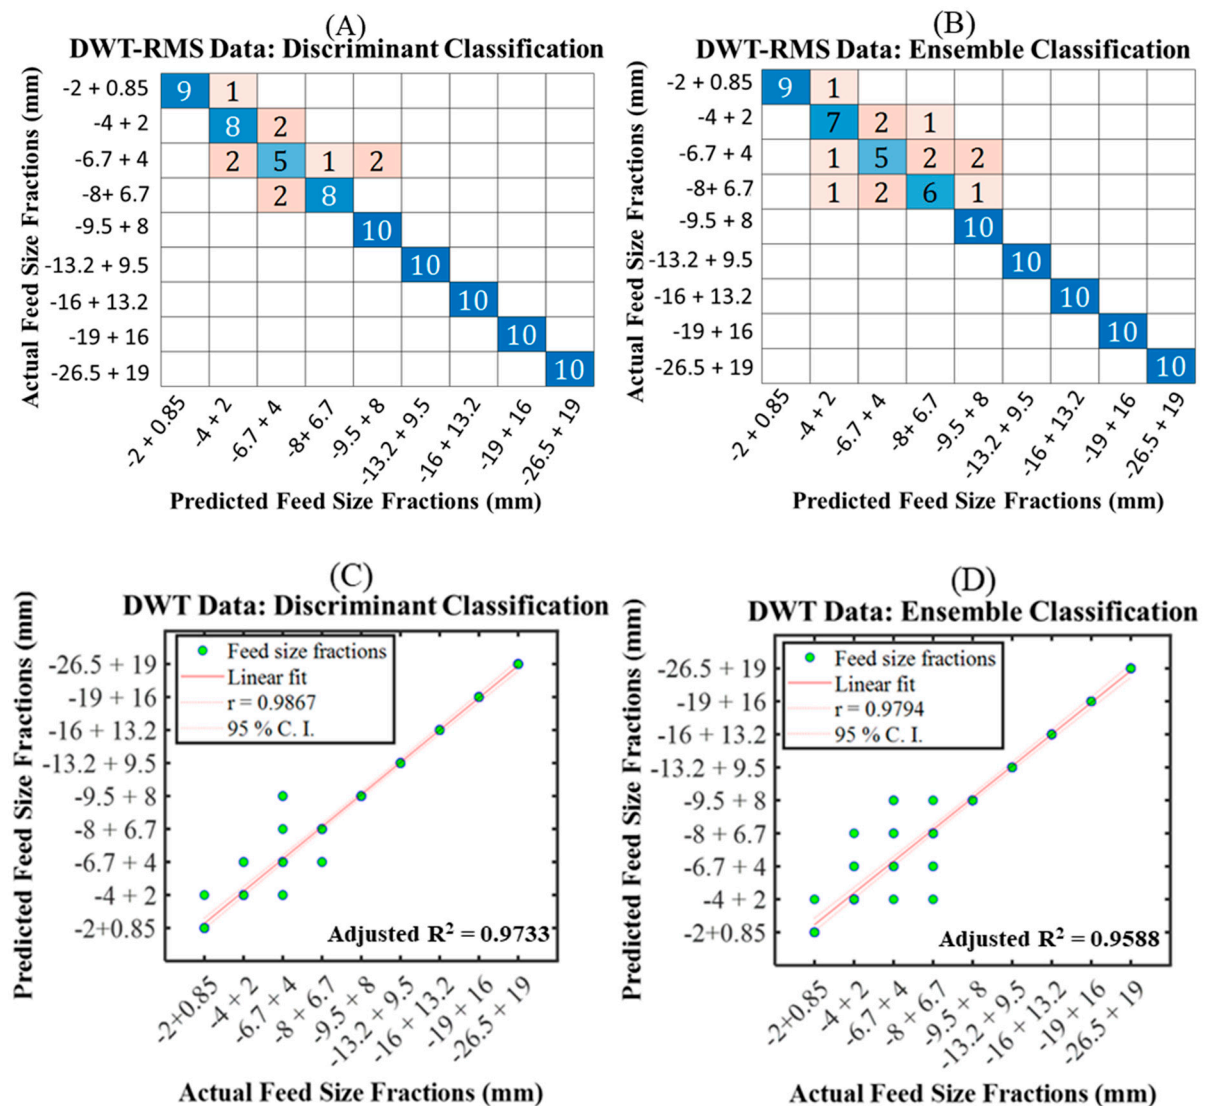 (A)
DWT-RMS Data: Discriminant Classification
Actual Feed Size Fractions (mm)
-2 + 0.85 9 1
-4 + 2 8 2
-6.7 + 4 2 5 1 2
-8+ 6.7 2 8
-9.5 + 8 10
-13.2 + 9.5 10
-16 + 13.2 10
-19 + 16 10
-26.5 + 19 10
-2 + 0.85 -4 + 2 -6.7 + 4 -8+ 6.7 -9.5 + 8 -13.2 + 9.5 -16 + 13.2 -19 + 16 -26.5 + 19
Predicted Feed Size Fractions (mm)
(B)
DWT-RMS Data: Ensemble Classification
Actual Feed Size Fractions (mm)
-2 + 0.85 9 1
-4 + 2 7 2 1
-6.7 + 4 1 5 2 2
-8+ 6.7 1 2 6 1
-9.5 + 8 10
-13.2 + 9.5 10
-16 + 13.2 10
-19 + 16 10
-26.5 + 19 10
-2 + 0.85 -4 + 2 -6.7 + 4 -8+ 6.7 -9.5 + 8 -13.2 + 9.5 -16 + 13.2 -19 + 16 -26.5 + 19
Predicted Feed Size Fractions (mm)
(C)
DWT Data: Discriminant Classification
Predicted Feed Size Fractions (mm)
Feed size fractions
Linear fit
r = 0.9867
95 % C. I.
-26.5 + 19
-19 + 16
-16 + 13.2
-13.2 + 9.5
-9.5 + 8
-8 + 6.7
-6.7 + 4
-4 + 2
-2+0.85
Adjusted R² = 0.9733
-2+0.85 -4 + 2 -6.7 + 4 -8 + 6.7 -9.5 + 8 -13.2 + 9.5 -16 + 13.2 -19 + 16 -26.5 + 19
Actual Feed Size Fractions (mm)
(D)
DWT Data: Ensemble Classification
Predicted Feed Size Fractions (mm)
Feed size fractions
Linear fit
r = 0.9794
95 % C. I.
-26.5 + 19
-19 + 16
-16 + 13.2
-13.2 + 9.5
-9.5 + 8
-8 + 6.7
-6.7 + 4
-4 + 2
-2+0.85
Adjusted R² = 0.9588
-2+0.85 -4 + 2 -6.7 + 4 -8 + 6.7 -9.5 + 8 -13.2 + 9.5 -16 + 13.2 -19 + 16 -26.5 + 19
Actual Feed Size Fractions (mm)